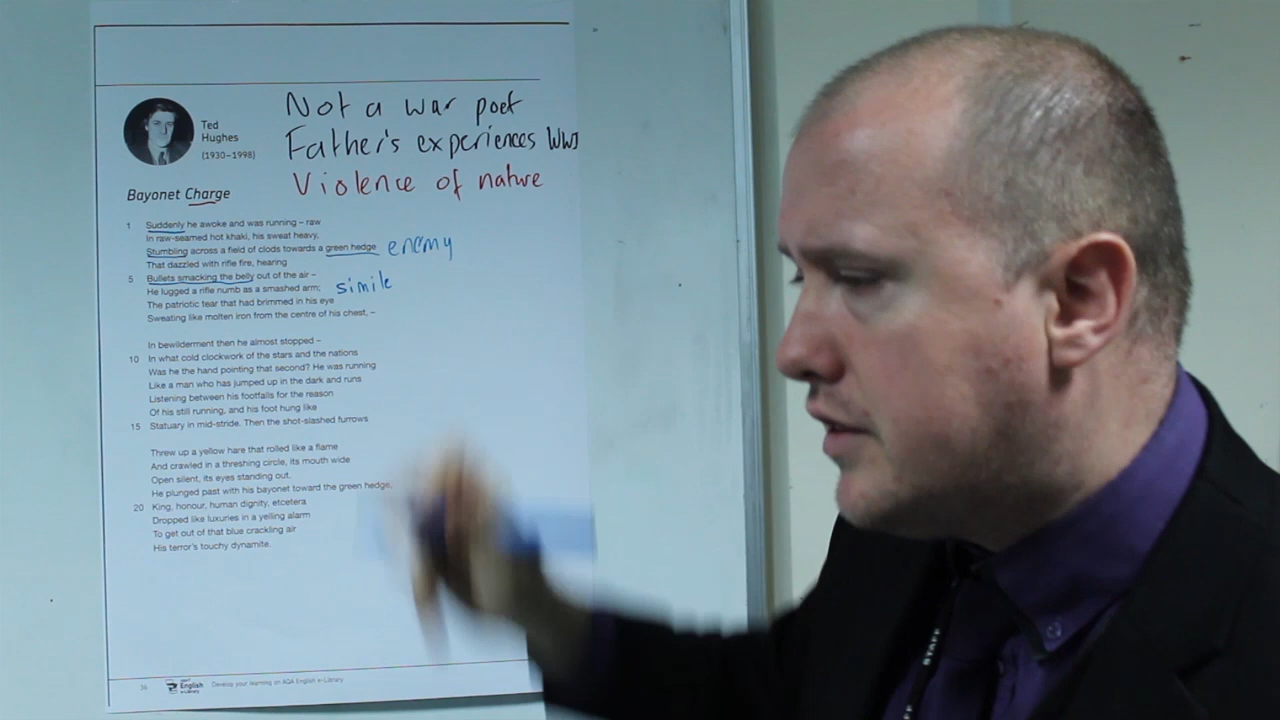 Not a war poet
Father's experiences WW1
Violence of nature
Ted
Hughes
(1930–1998)
Bayonet Charge
1 Suddenly he awoke and was running – raw
In raw-seamed hot khaki, his sweat heavy,
Stumbling across a field of clods towards a green hedge enemy
That dazzled with rifle fire, hearing
5 Bullets smacking the belly out of the air –
He lugged a rifle numb as a smashed arm; simile
The patriotic tear that had brimmed in his eye
Sweating like molten iron from the centre of his chest, –
In bewilderment then he almost stopped –
10 In what cold clockwork of the stars and the nations
Was he the hand pointing that second? He was running
Like a man who has jumped up in the dark and runs
Listening between his footfalls for the reason
Of his still running, and his foot hung like
15 Statuary in mid-stride. Then the shot-slashed furrows
Threw up a yellow hare that rolled like a flame
And crawled in a threshing circle, its mouth wide
Open silent, its eyes standing out.
He plunged past with his bayonet toward the green hedge,
20 King, honour, human dignity, etcetera
Dropped like luxuries in a yelling alarm
To get out of that blue crackling air
His terror's touchy dynamite.
36 English Develop your learning on AQA English e-Library
STAFF